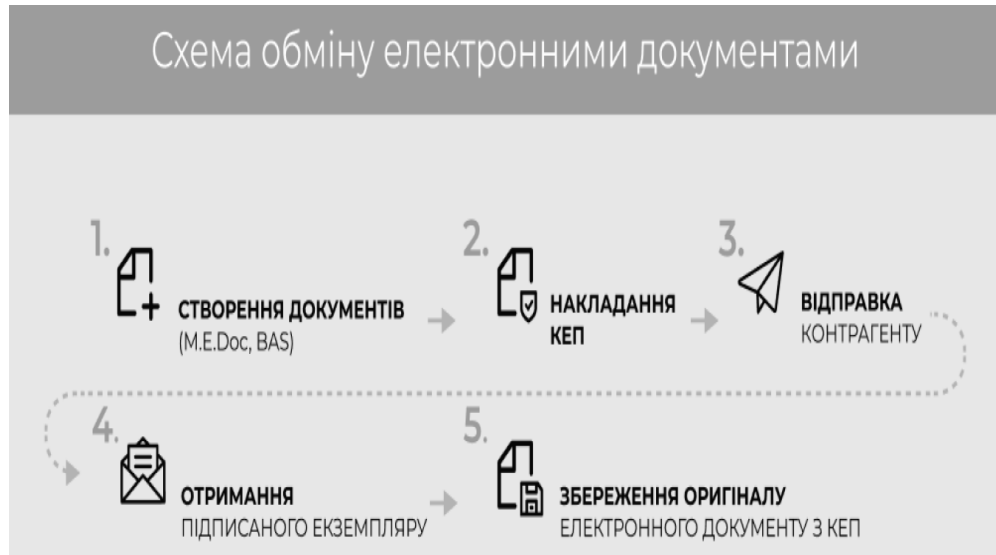 Схема обміну електронними документами
1.
СТВОРЕННЯ ДОКУМЕНТІВ
(M.E.Doc, BAS)
2.
НАКЛАДАННЯ
КЕП
3.
ВІДПРАВКА
КОНТРАГЕНТУ
4.
ОТРИМАННЯ
ПІДПИСАНОГО ЕКЗЕМПЛЯРУ
5.
ЗБЕРЕЖЕННЯ ОРИГІНАЛУ
ЕЛЕКТРОННОГО ДОКУМЕНТУ З КЕП